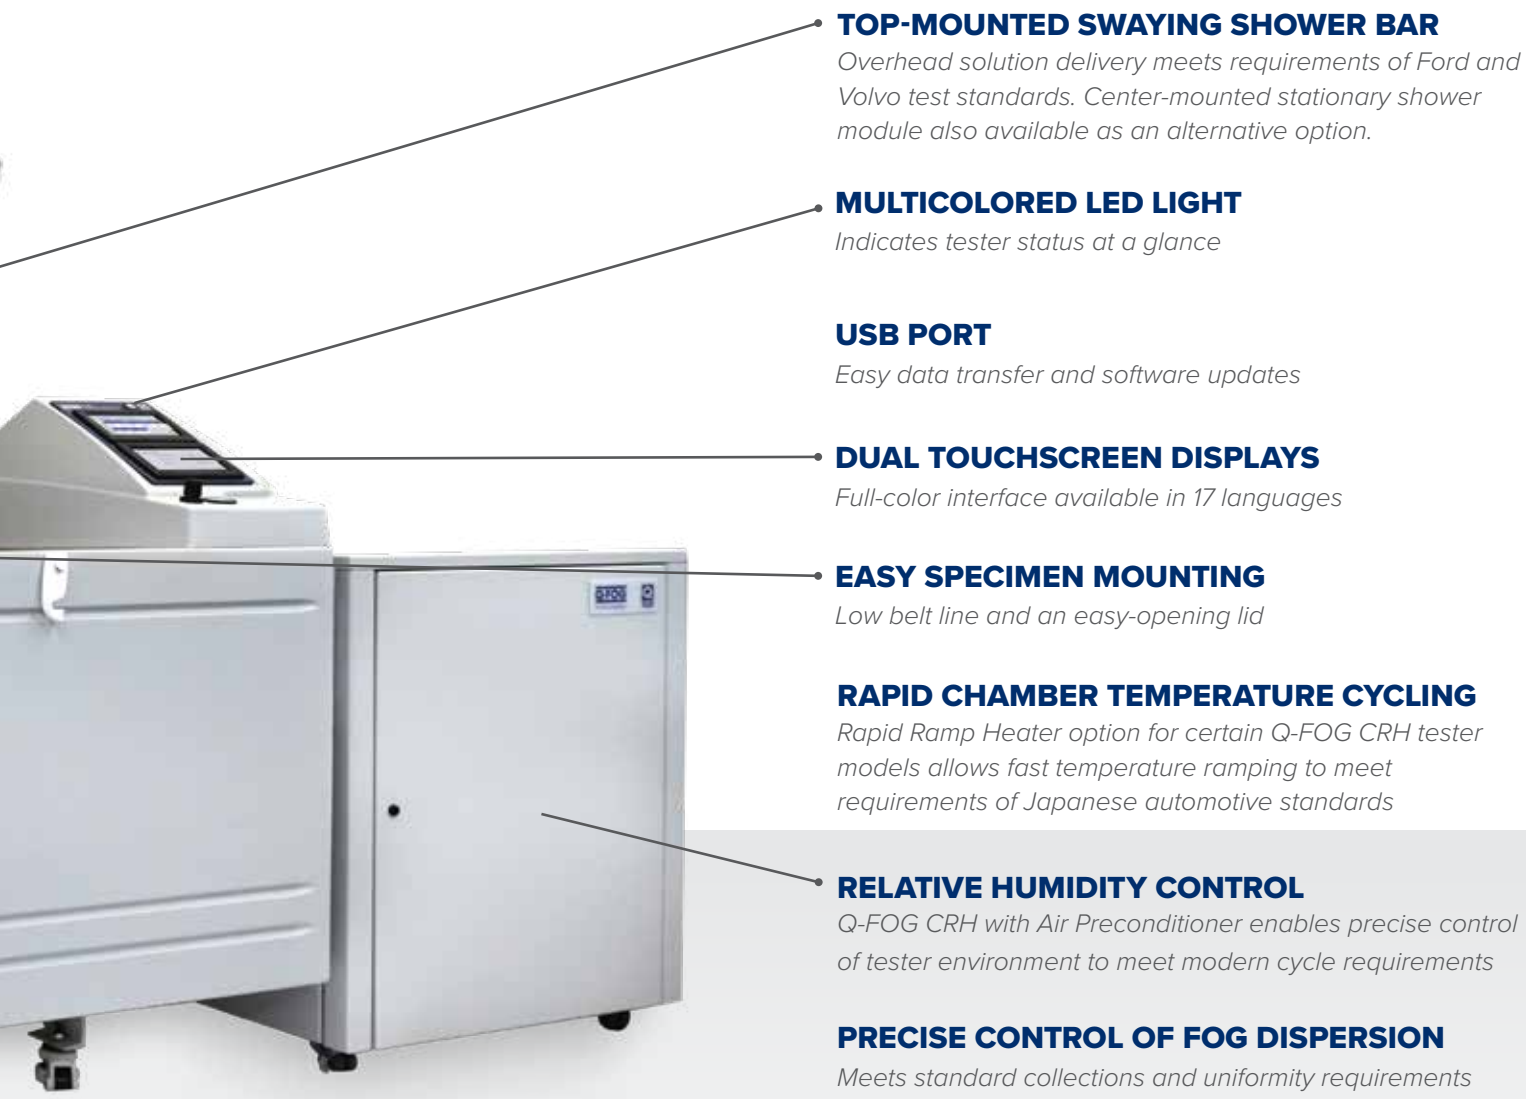 TOP-MOUNTED SWAYING SHOWER BAR
Overhead solution delivery meets requirements of Ford and
Volvo test standards. Center-mounted stationary shower
module also available as an alternative option.
MULTICOLORED LED LIGHT
Indicates tester status at a glance
USB PORT
Easy data transfer and software updates
DUAL TOUCHSCREEN DISPLAYS
Full-color interface available in 17 languages
EASY SPECIMEN MOUNTING
Low belt line and an easy-opening lid
Q-FOG
RAPID CHAMBER TEMPERATURE CYCLING
Rapid Ramp Heater option for certain Q-FOG CRH tester
models allows fast temperature ramping to meet
requirements of Japanese automotive standards
RELATIVE HUMIDITY CONTROL
Q-FOG CRH with Air Preconditioner enables precise control
of tester environment to meet modern cycle requirements
PRECISE CONTROL OF FOG DISPERSION
Meets standard collections and uniformity requirements